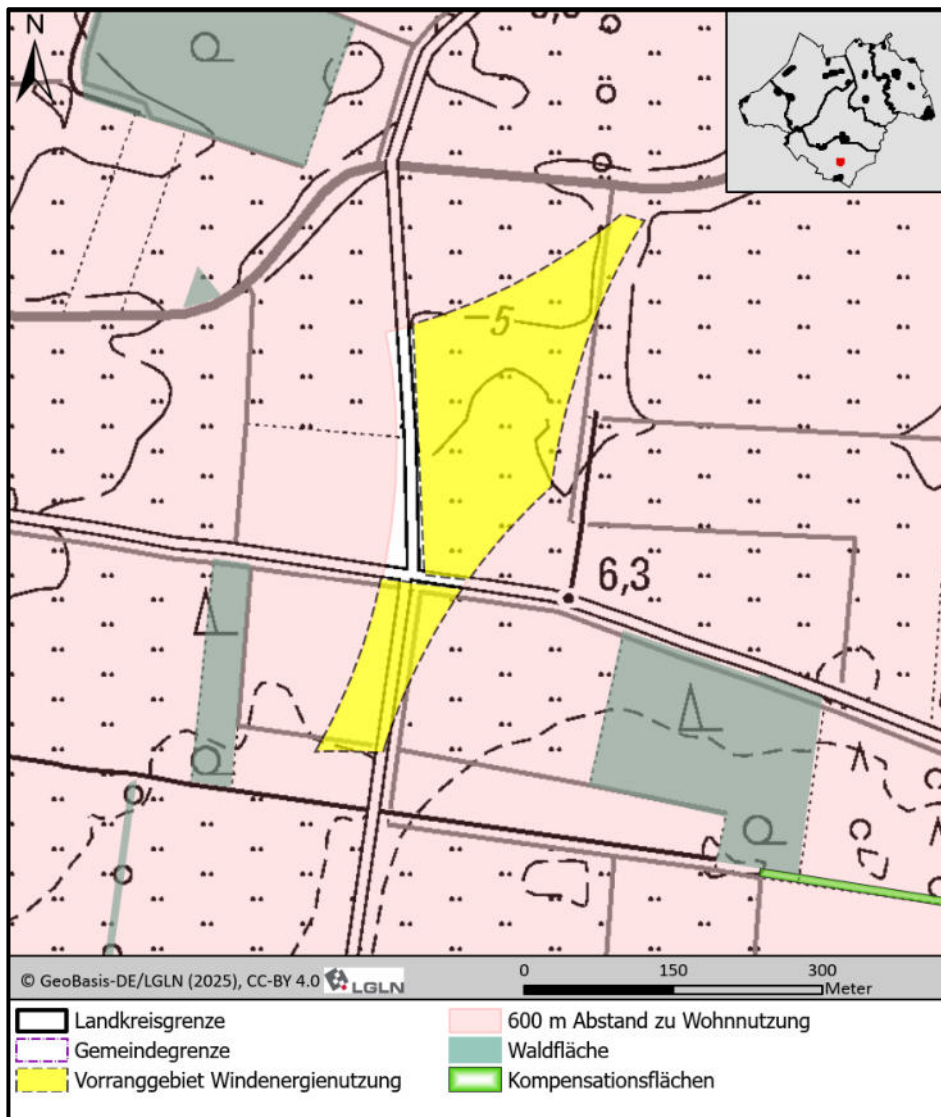 N
−5
6,3
© GeoBasis-DE/LGLN (2025), CC-BY 4.0 LGLN
0 150 300
Meter
Landkreisgrenze
Gemeindegrenze
Vorranggebiet Windenergienutzung
600 m Abstand zu Wohnnutzung
Waldfläche
Kompensationsflächen